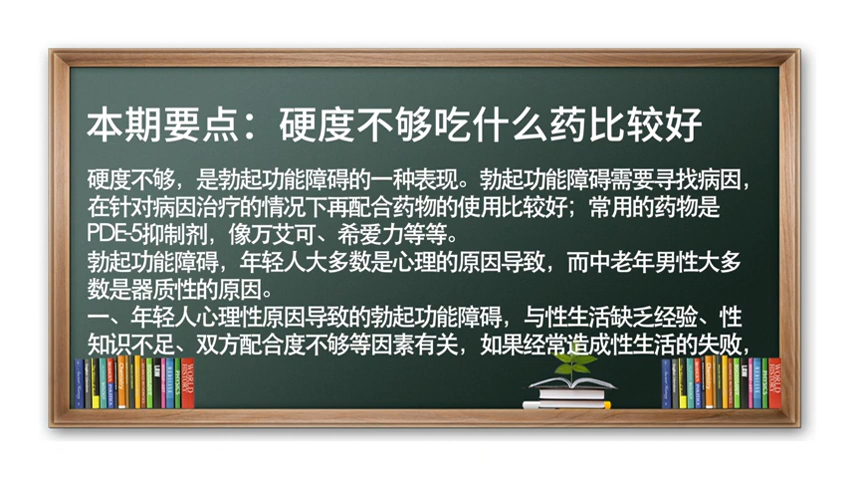 本期要点：硬度不够吃什么药比较好
硬度不够，是勃起功能障碍的一种表现。勃起功能障碍需要寻找病因，
在针对病因治疗的情况下再配合药物的使用比较好；常用的药物是
PDE-5抑制剂，像万艾可、希爱力等等。
勃起功能障碍，年轻人大多数是心理的原因导致，而中老年男性大多
数是器质性的原因。
一、年轻人心理性原因导致的勃起功能障碍，与性生活缺乏经验、性
知识不足、双方配合度不够等因素有关，如果经常造成性生活的失败，
WORLD HISTORY
WORLD HISTORY